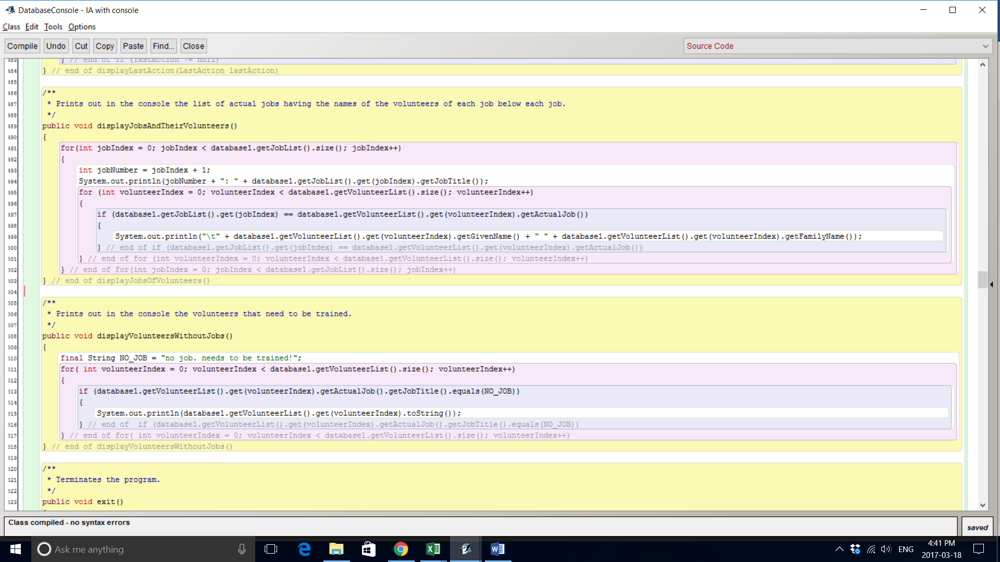 DatabaseConsole - IA with console
Class Edit Tools Options
Compile Undo Cut Copy Paste Find... Close Source Code
483 } // end of if (lastAction != null)
484 } // end of displayLastAction(LastAction lastAction)
485
486 /**
487 * Prints out in the console the list of actual jobs having the names of the volunteers of each job below each job.
488 */
489 public void displayJobsAndTheirVolunteers()
490 {
491 for(int jobIndex = 0; jobIndex < database1.getJobList().size(); jobIndex++)
492 {
493 int jobNumber = jobIndex + 1;
494 System.out.println(jobNumber + ": " + database1.getJobList().get(jobIndex).getJobTitle());
495 for (int volunteerIndex = 0; volunteerIndex < database1.getVolunteerList().size(); volunteerIndex++)
496 {
497 if (database1.getJobList().get(jobIndex) == database1.getVolunteerList().get(volunteerIndex).getActualJob())
498 {
499 System.out.println("\t" + database1.getVolunteerList().get(volunteerIndex).getGivenName() + " " + database1.getVolunteerList().get(volunteerIndex).getFamilyName());
500 } // end of if (database1.getJobList().get(jobIndex) == database1.getVolunteerList().get(volunteerIndex).getActualJob())
501 } // end of for (int volunteerIndex = 0; volunteerIndex < database1.getVolunteerList().size(); volunteerIndex++)
502 } // end of for(int jobIndex = 0; jobIndex < database1.getJobList().size(); jobIndex++)
503 } // end of displayJobsOfVolunteers()
504
505 /**
506 * Prints out in the console the volunteers that need to be trained.
507 */
508 public void displayVolunteersWithoutJobs()
509 {
510 final String NO_JOB = "no job. needs to be trained!";
511 for( int volunteerIndex = 0; volunteerIndex < database1.getVolunteerList().size(); volunteerIndex++)
512 {
513 if (database1.getVolunteerList().get(volunteerIndex).getActualJob().getJobTitle().equals(NO_JOB))
514 {
515 System.out.println(database1.getVolunteerList().get(volunteerIndex).toString());
516 } // end of  if (database1.getVolunteerList().get(volunteerIndex).getActualJob().getJobTitle().equals(NO_JOB))
517 } // end of for( int volunteerIndex = 0; volunteerIndex < database1.getVolunteerList().size(); volunteerIndex++)
518 } // end of displayVolunteersWithoutJobs()
519
520 /**
521 * Terminates the program.
522 */
523 public void exit()
Class compiled - no syntax errors
saved
Ask me anything
ENG
4:41 PM
2017-03-18